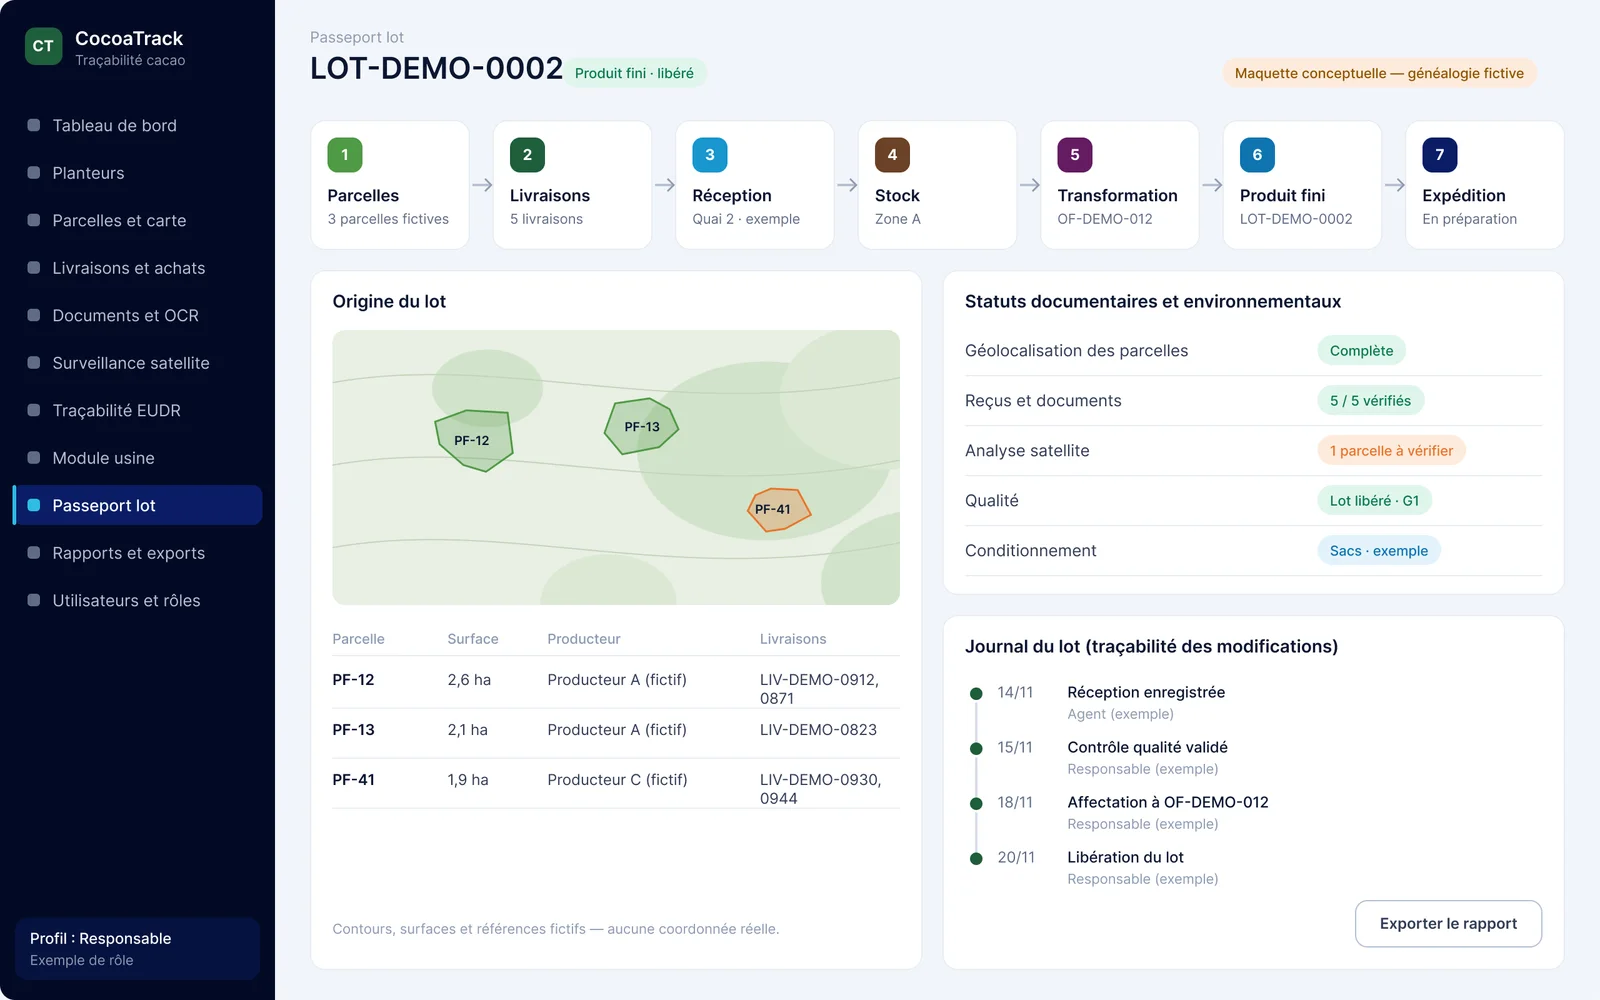 CT
CocoaTrack
Traçabilité cacao
Tableau de bord
Planteurs
Parcelles et carte
Livraisons et achats
Documents et OCR
Surveillance satellite
Traçabilité EUDR
Module usine
Passeport lot
Rapports et exports
Utilisateurs et rôles
Profil : Responsable
Exemple de rôle
Passeport lot
LOT-DEMO-0002
Produit fini · libéré
Maquette conceptuelle — généalogie fictive
1
Parcelles
3 parcelles fictives
2
Livraisons
5 livraisons
3
Réception
Quai 2 · exemple
4
Stock
Zone A
5
Transformation
OF-DEMO-012
6
Produit fini
LOT-DEMO-0002
7
Expédition
En préparation
Origine du lot
PF-12
PF-13
PF-41
Parcelle Surface Producteur Livraisons
PF-12 2,6 ha Producteur A (fictif) LIV-DEMO-0912,
0871
PF-13 2,1 ha Producteur A (fictif) LIV-DEMO-0823
PF-41 1,9 ha Producteur C (fictif) LIV-DEMO-0930,
0944
Contours, surfaces et références fictifs — aucune coordonnée réelle.
Statuts documentaires et environnementaux
Géolocalisation des parcelles Complète
Reçus et documents 5 / 5 vérifiés
Analyse satellite 1 parcelle à vérifier
Qualité Lot libéré · G1
Conditionnement Sacs · exemple
Journal du lot (traçabilité des modifications)
14/11 Réception enregistrée
Agent (exemple)
15/11 Contrôle qualité validé
Responsable (exemple)
18/11 Affectation à OF-DEMO-012
Responsable (exemple)
20/11 Libération du lot
Responsable (exemple)
Exporter le rapport